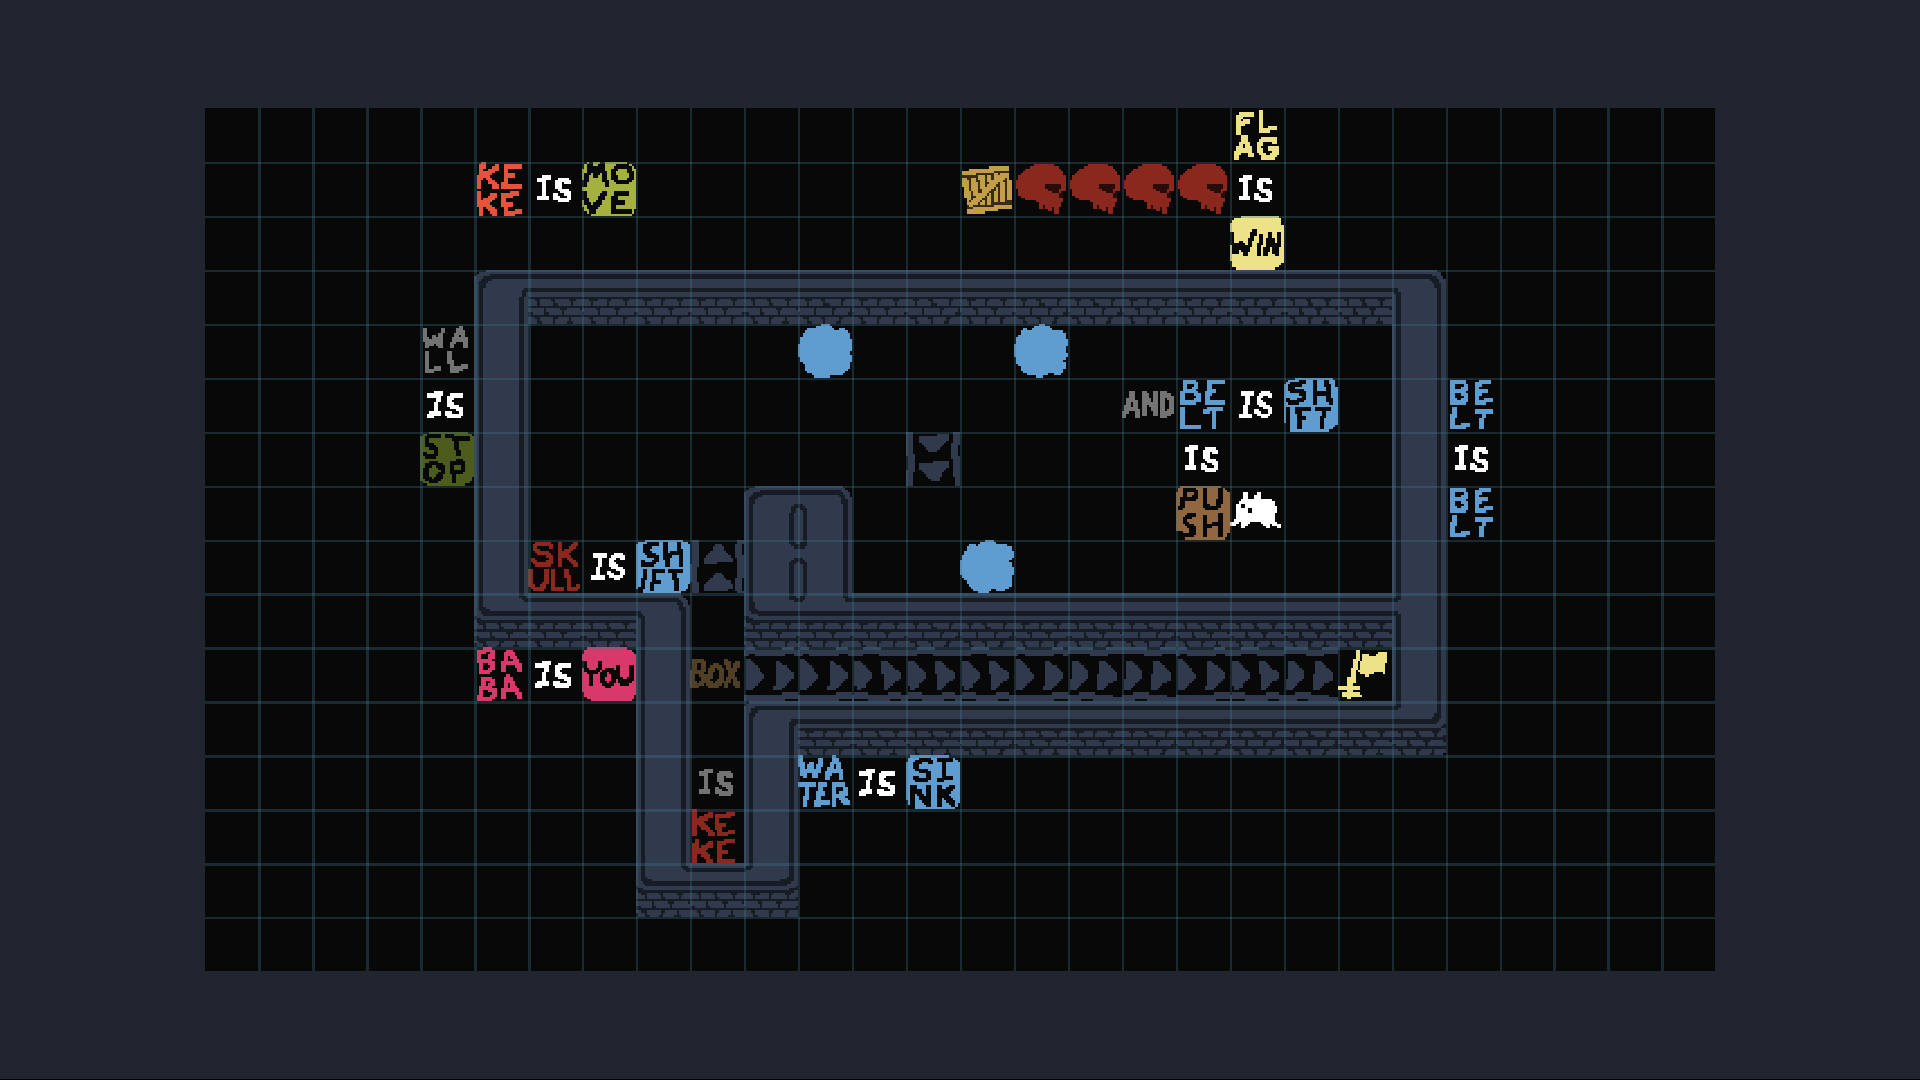 FLAG
KEKE IS MOVE
IS
WIN
WALL
IS
STOP
AND BELT IS SHIFT
BELT
IS
IS
PUSH
BELT
SKULL IS SHIFT
BABA IS YOU
BOX
IS
WATER IS SINK
KEKE